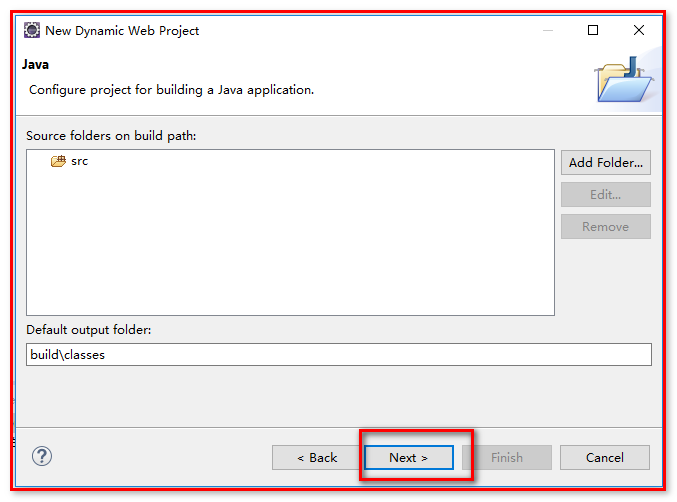 New Dynamic Web Project
Java
Configure project for building a Java application.
Source folders on build path:
src
Add Folder...
Edit...
Remove
Default output folder:
build\classes
< Back
Next >
Finish
Cancel